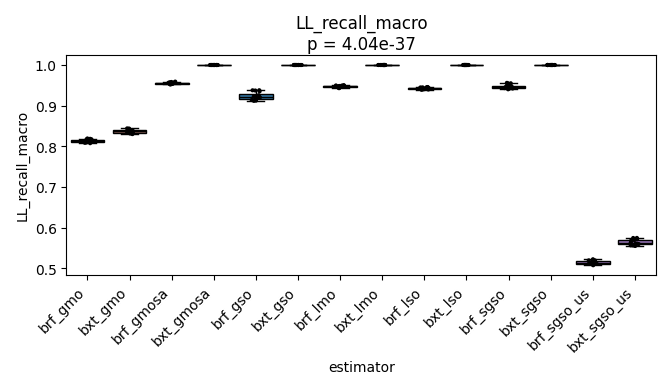 LL_recall_macro
p = 4.04e-37
LL_recall_macro
1.0
0.9
0.8
0.7
0.6
0.5
brf_gmo
bxt_gmo
brf_gmosa
bxt_gmosa
brf_gso
bxt_gso
brf_lmo
bxt_lmo
brf_lso
bxt_lso
brf_sgso
bxt_sgso
brf_sgso_us
bxt_sgso_us
estimator